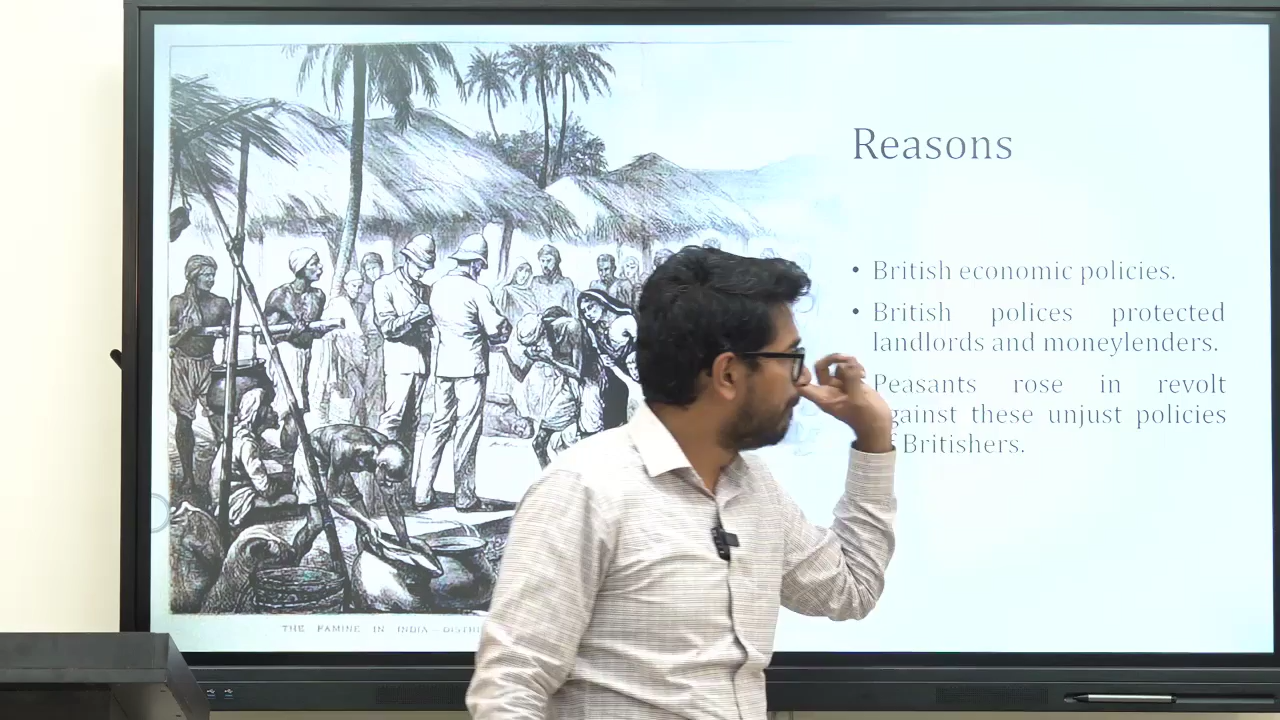 Reasons
• British economic policies.
• British polices protected
landlords and moneylenders.
Peasants rose in revolt
these unjust policies
Britishers.
THE FAMINE IN INDIA